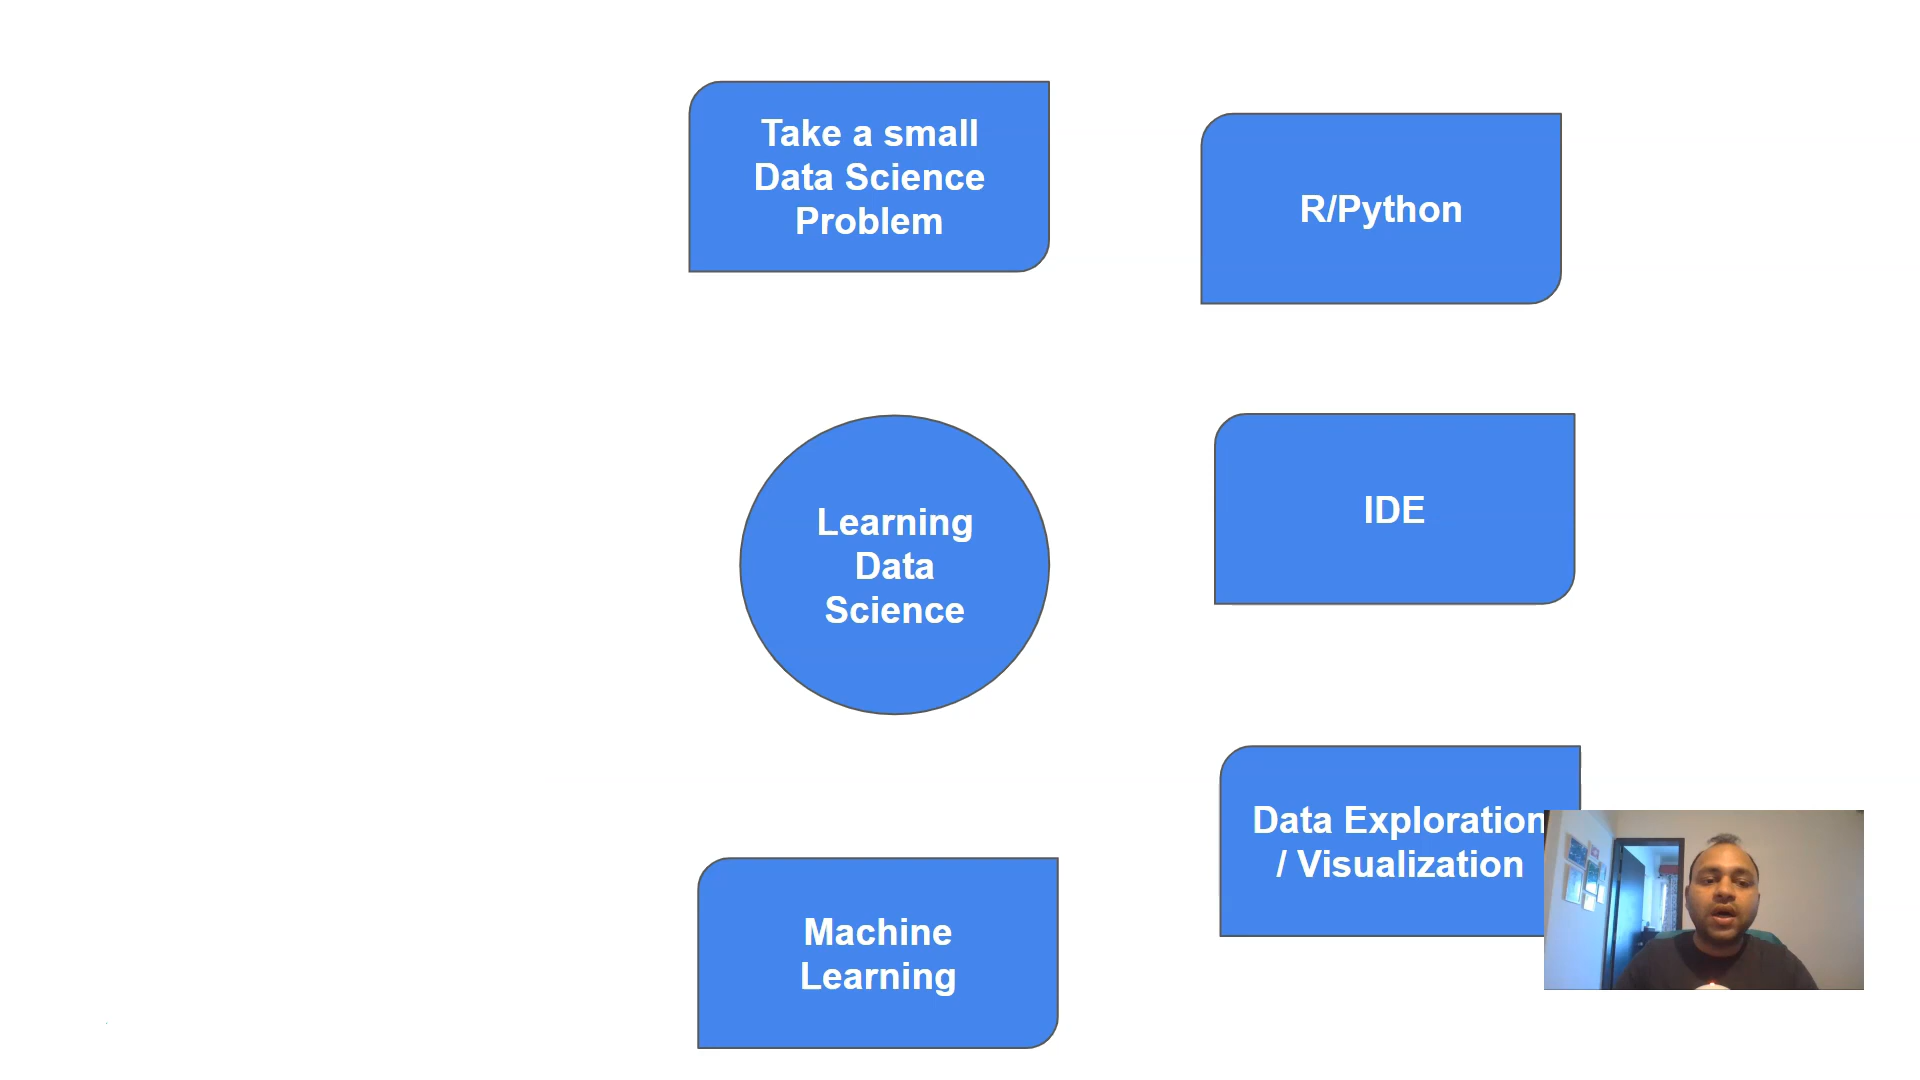 Take a small
Data Science
Problem
R/Python
Learning
Data
Science
IDE
Data Exploration
/ Visualization
Machine
Learning